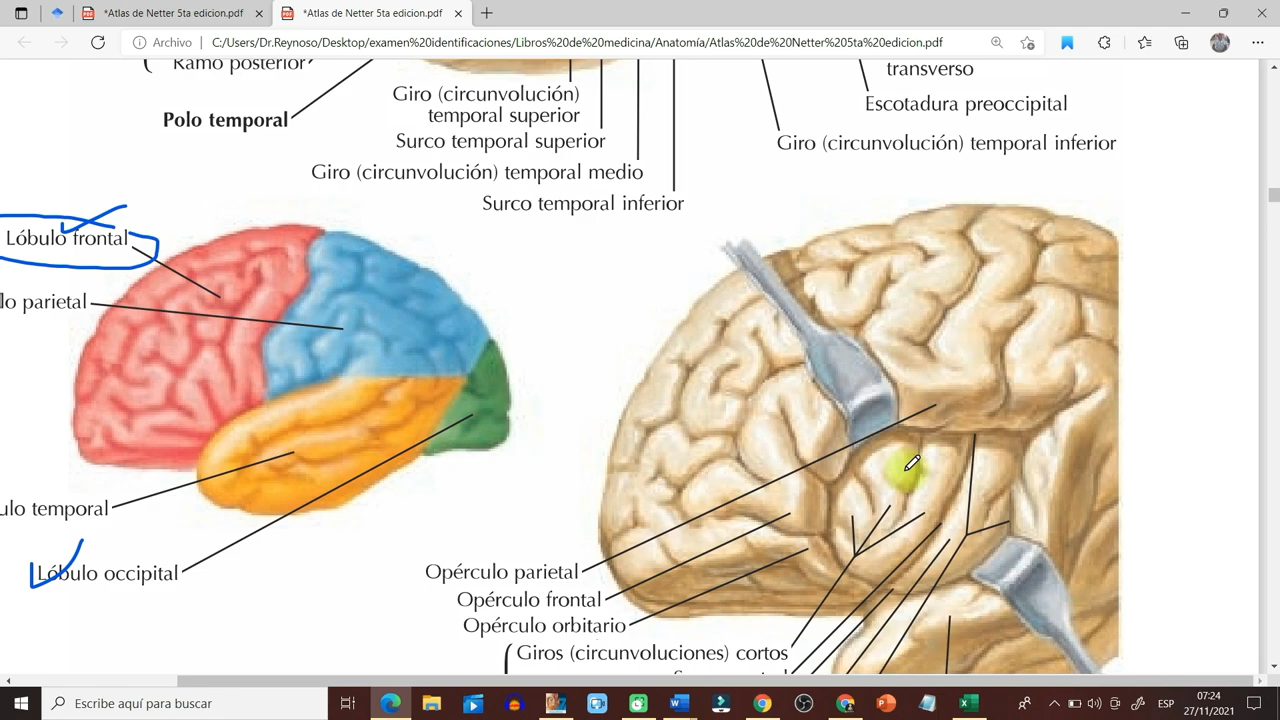 *Atlas de Netter 5ta edicion.pdf
*Atlas de Netter 5ta edicion.pdf
Archivo
C:/Users/Dr.Reynoso/Desktop/examen%20identificaciones/Libros%20de%20medicina/Anatomía/Atlas%20de%20Netter%205ta%20edicion.pdf
Ramo posterior
transverso
Giro (circunvolución)
temporal superior
Escotadura preoccipital
Polo temporal
Surco temporal superior
Giro (circunvolución) temporal inferior
Giro (circunvolución) temporal medio
Surco temporal inferior
Lóbulo frontal
lo parietal
ulo temporal
Lóbulo occipital
Opérculo parietal
Opérculo frontal
Opérculo orbitario
Giros (circunvoluciones) cortos
Escribe aquí para buscar
ESP
07:24
27/11/2021